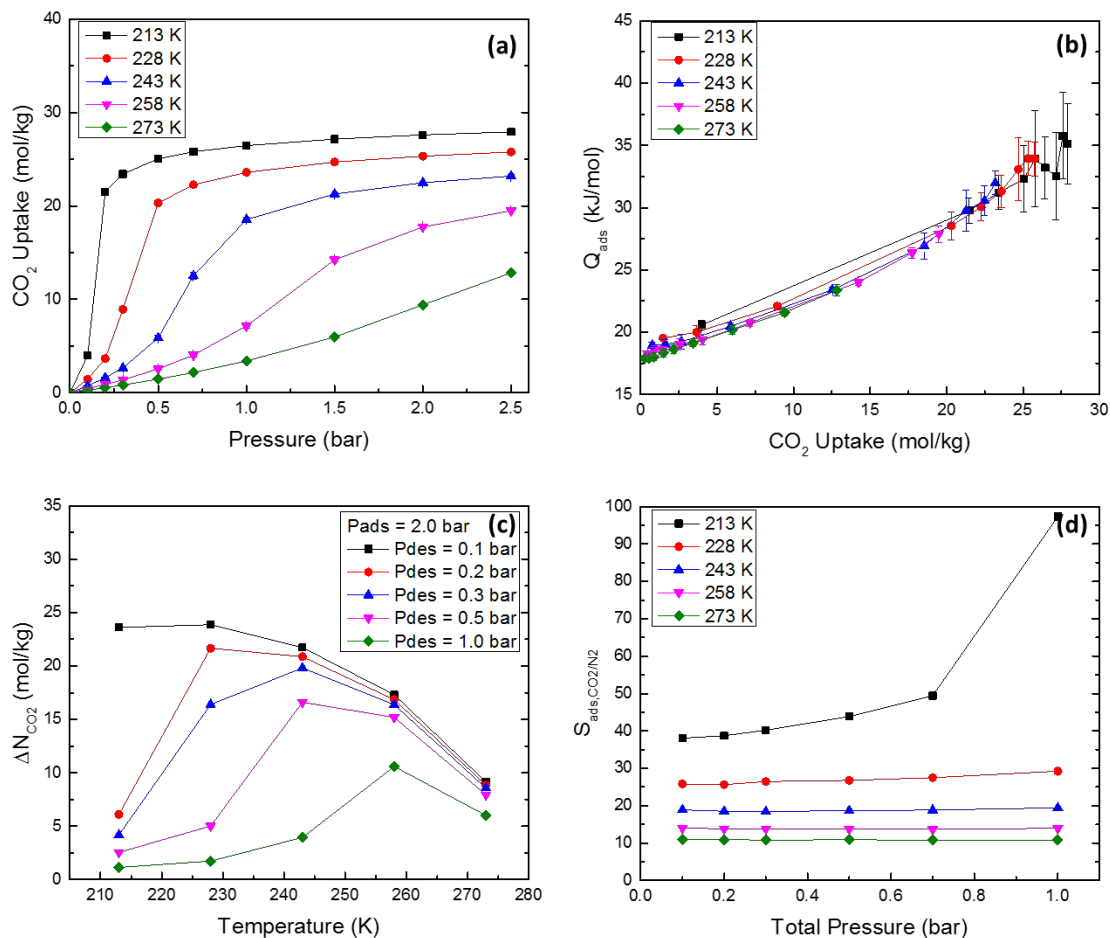 (a)
213 K
228 K
243 K
258 K
273 K
40
30
20
10
0
CO2 Uptake (mol/kg)
0.0 0.5 1.0 1.5 2.0 2.5
Pressure (bar)
(b)
213 K
228 K
243 K
258 K
273 K
45
40
35
30
25
20
15
Qads (kJ/mol)
0 5 10 15 20 25 30
CO2 Uptake (mol/kg)
(c)
Pads = 2.0 bar
Pdes = 0.1 bar
Pdes = 0.2 bar
Pdes = 0.3 bar
Pdes = 0.5 bar
Pdes = 1.0 bar
35
30
25
20
15
10
5
0
ΔNCO2 (mol/kg)
210 220 230 240 250 260 270 280
Temperature (K)
(d)
213 K
228 K
243 K
258 K
273 K
100
90
80
70
60
50
40
30
20
10
0
Sads,CO2/N2
0.0 0.2 0.4 0.6 0.8 1.0
Total Pressure (bar)